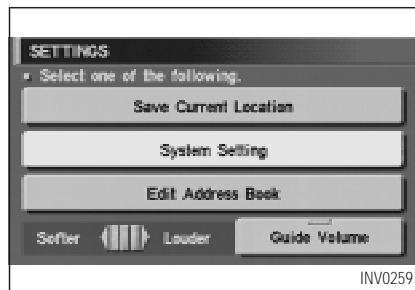 SETTINGS
Select one of the following.
Save Current Location
System Setting
Edit Address Book
Softer Louder Guide Volume
INV0259